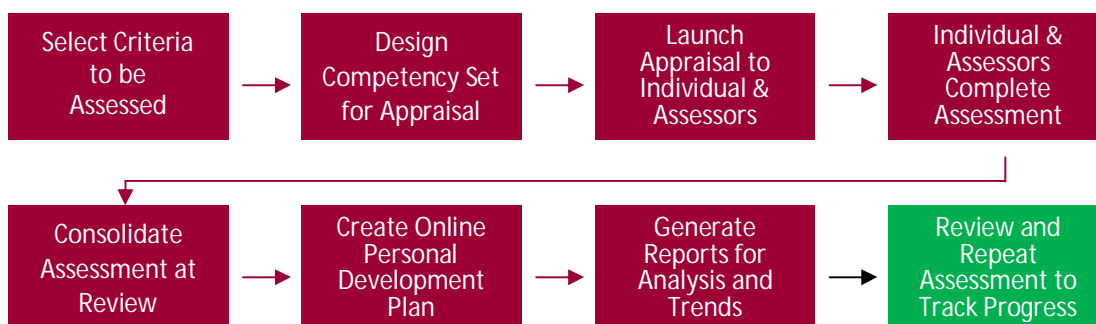 Select Criteria
to be
Assessed
Design
Competency Set
for Appraisal
Launch
Appraisal to
Individual &
Assessors
Individual &
Assessors
Complete
Assessment
Consolidate
Assessment at
Review
Create Online
Personal
Development
Plan
Generate
Reports for
Analysis and
Trends
Review and
Repeat
Assessment to
Track Progress